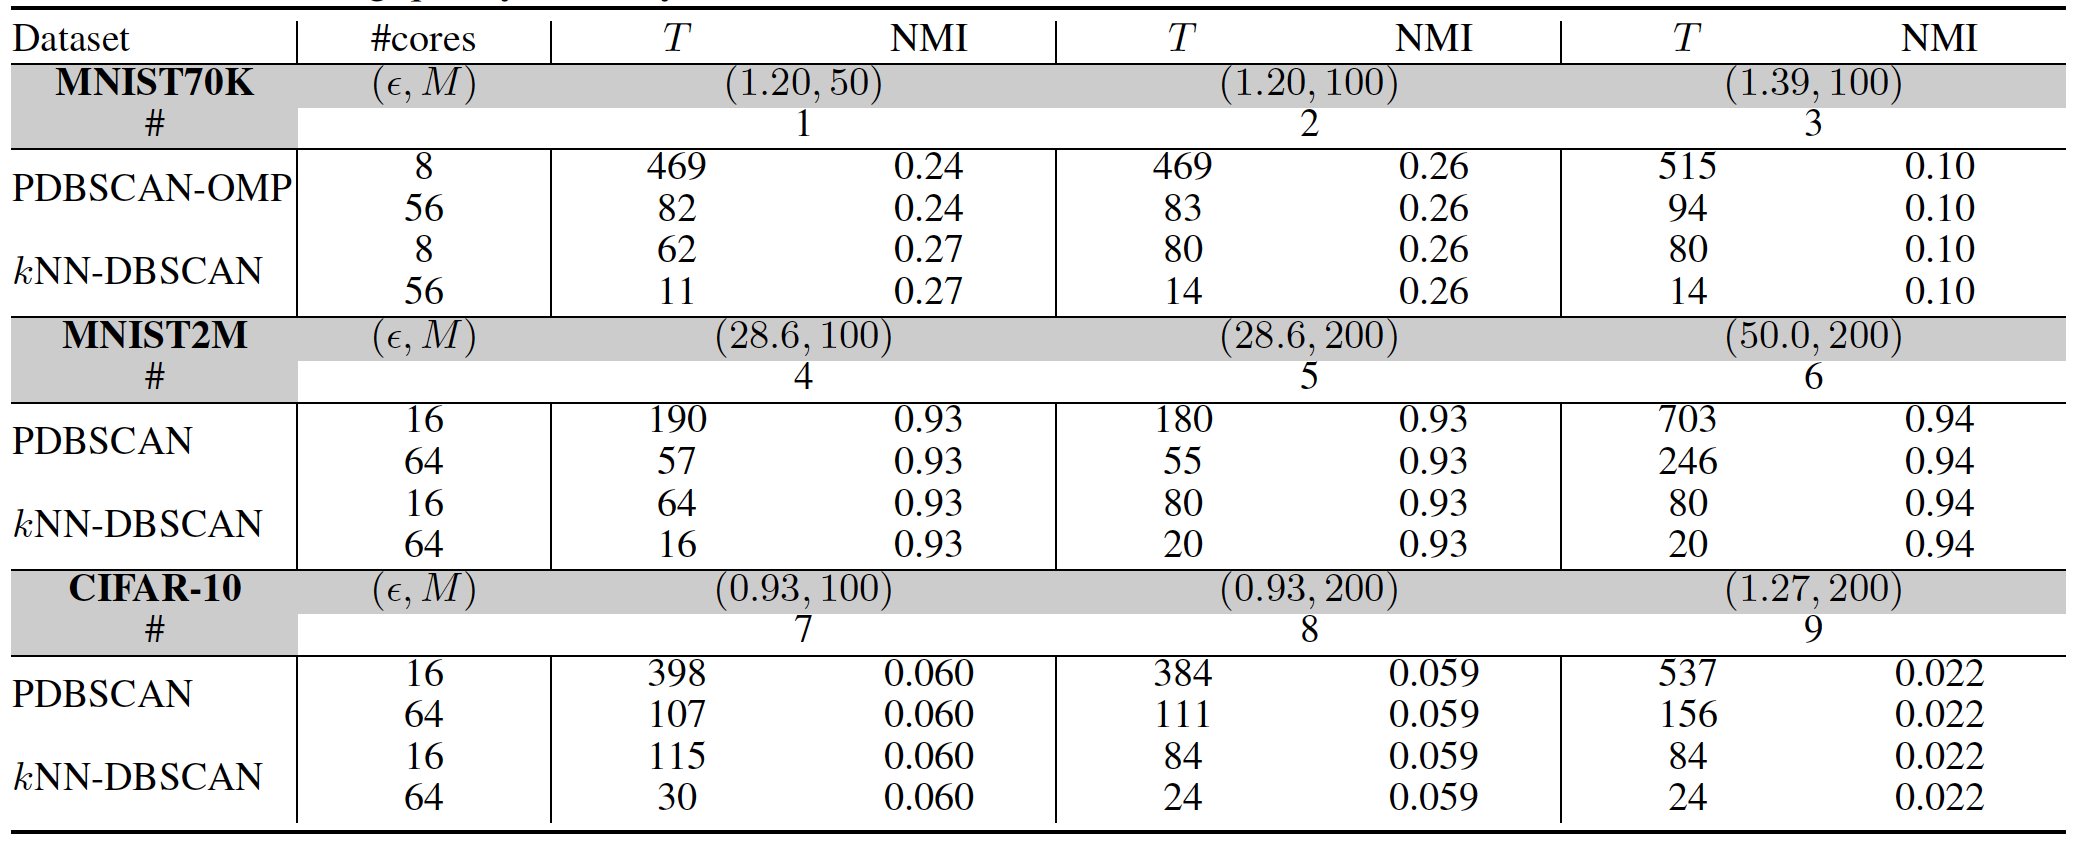 Dataset #cores T NMI T NMI T NMI
MNIST70K (ϵ, M) (1.20, 50) (1.20, 100) (1.39, 100)
# 1 2 3
PDBSCAN-OMP 8 469 0.24 469 0.26 515 0.10
56 82 0.24 83 0.26 94 0.10
kNN-DBSCAN 8 62 0.27 80 0.26 80 0.10
56 11 0.27 14 0.26 14 0.10
MNIST2M (ϵ, M) (28.6, 100) (28.6, 200) (50.0, 200)
# 4 5 6
PDBSCAN 16 190 0.93 180 0.93 703 0.94
64 57 0.93 55 0.93 246 0.94
kNN-DBSCAN 16 64 0.93 80 0.93 80 0.94
64 16 0.93 20 0.93 20 0.94
CIFAR-10 (ϵ, M) (0.93, 100) (0.93, 200) (1.27, 200)
# 7 8 9
PDBSCAN 16 398 0.060 384 0.059 537 0.022
64 107 0.060 111 0.059 156 0.022
kNN-DBSCAN 16 115 0.060 84 0.059 84 0.022
64 30 0.060 24 0.059 24 0.022